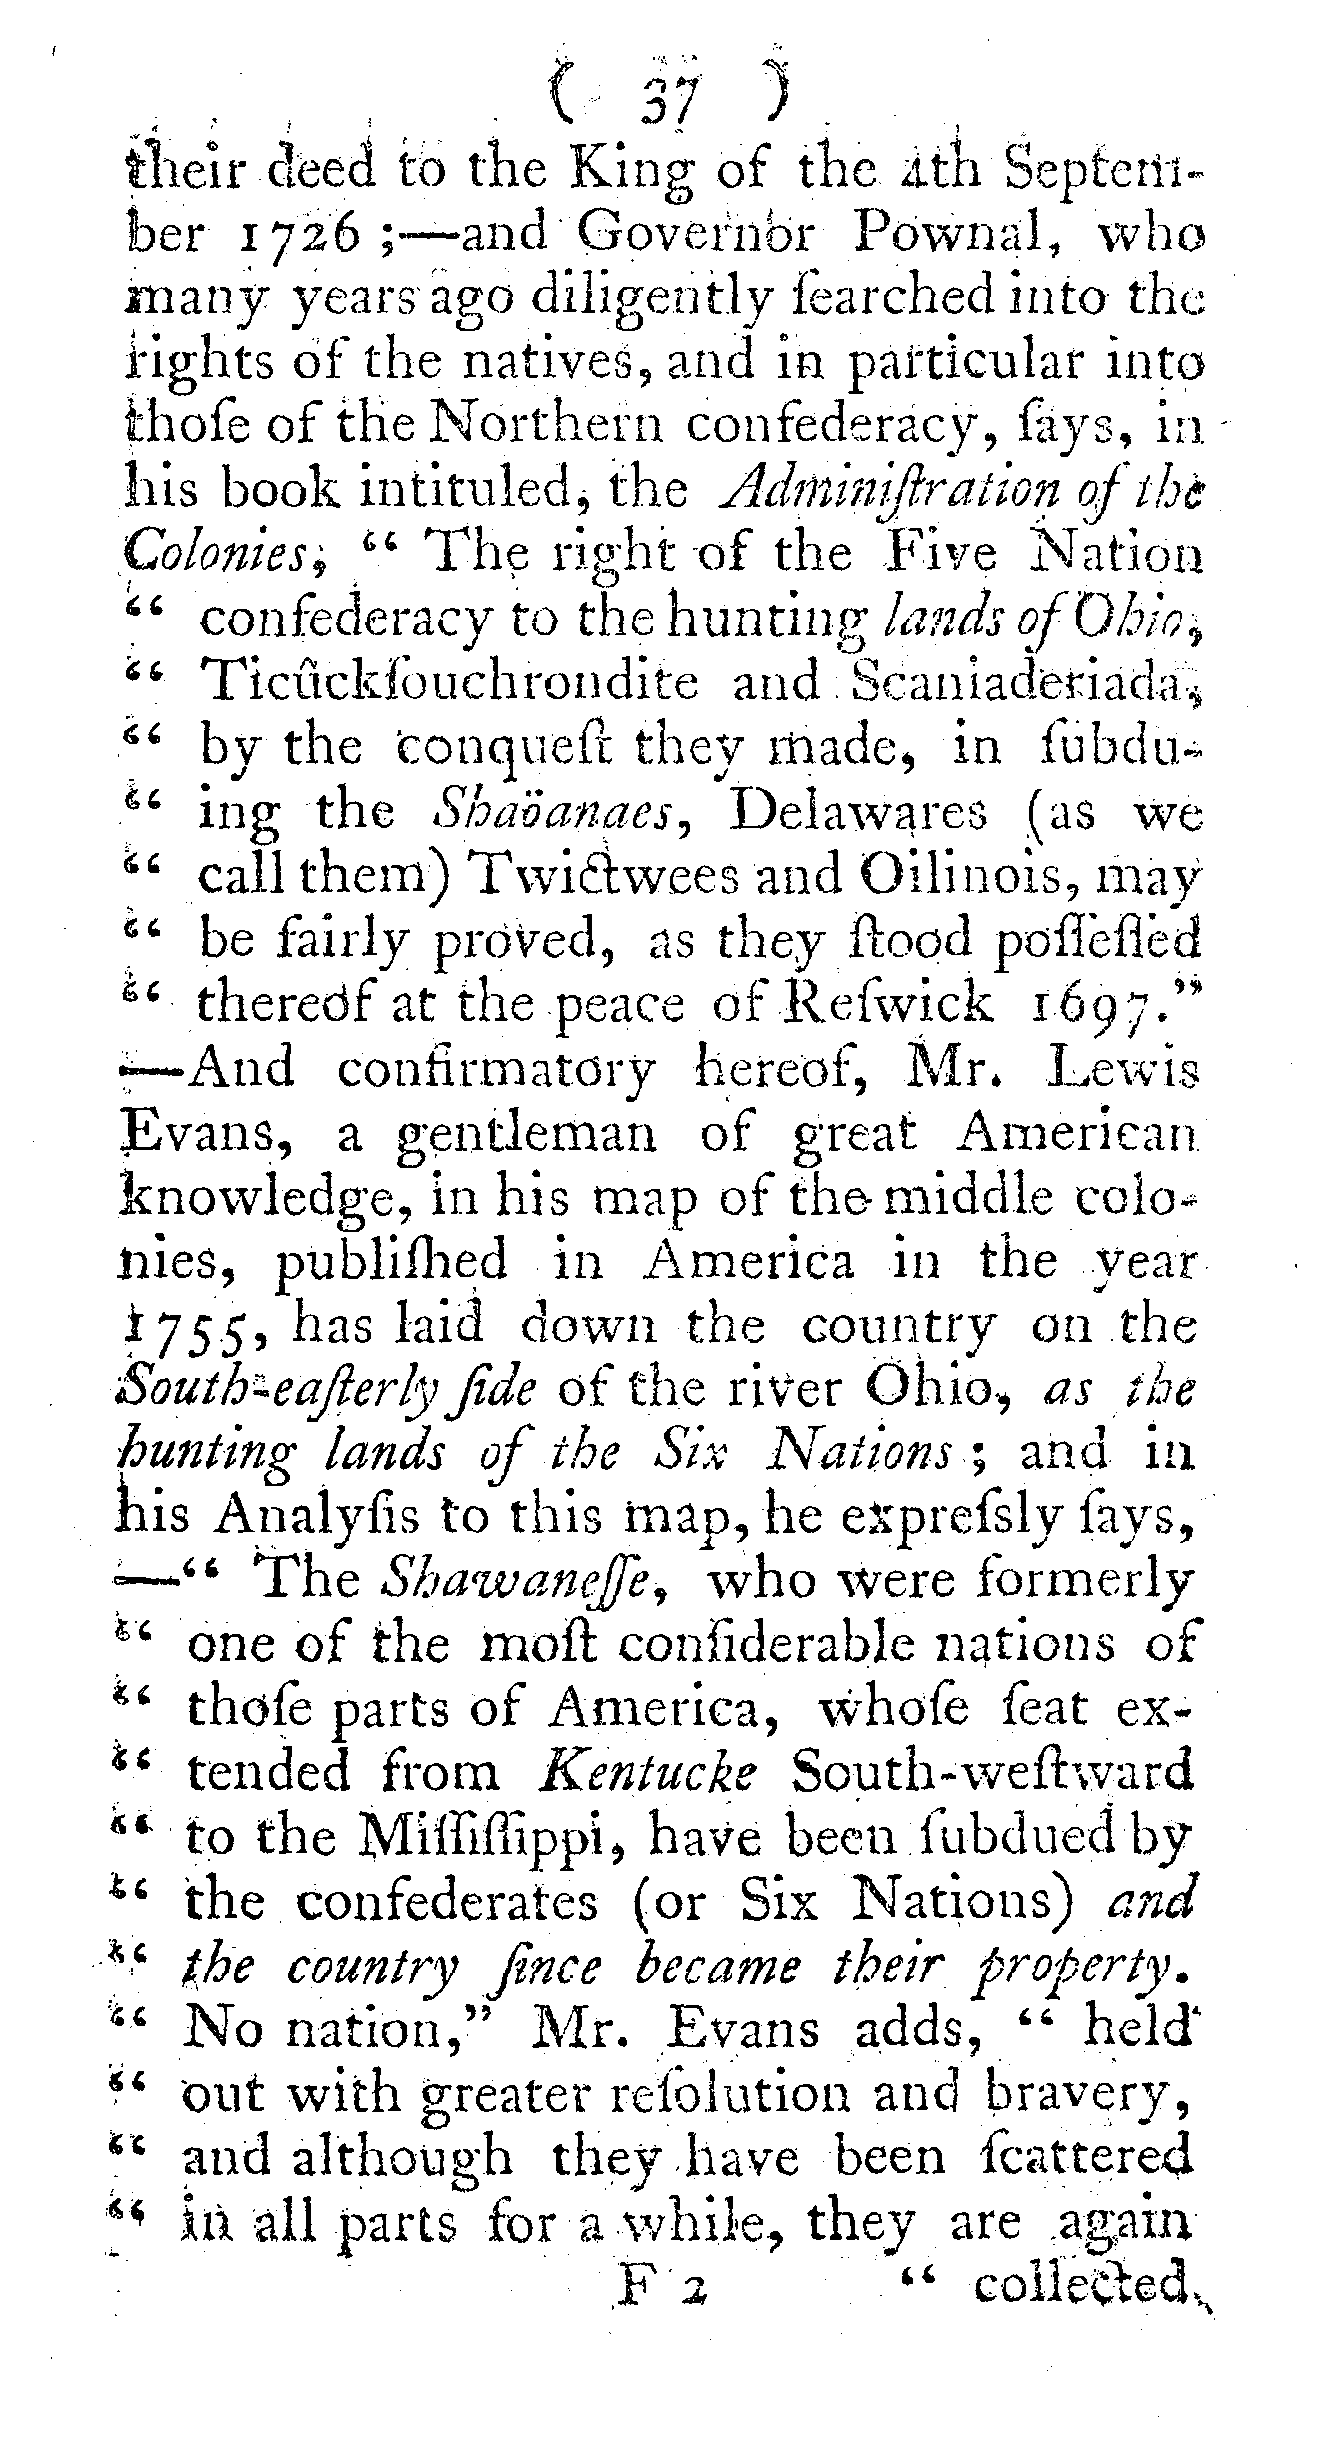 ( 37 )
their deed to the King of the 4th Septem-
ber 1726 ;—and Governor Pownal, who
many years ago diligently ſearched into the
rights of the natives, and in particular into
thoſe of the Northern confederacy, ſays, in
his book intituled, the Adminiſtration of the
Colonies, “ The right of the Five Nation
“ confederacy to the hunting lands of Ohio,
“ Ticûckſouchrondite and Scaniaderiada,
“ by the conqueſt they made, in ſubdu-
“ ing the Shaöanaes, Delawares (as we
“ call them) Twictwees and Oilinois, may
“ be fairly proved, as they ſtood poſſeſſed
“ thereof at the peace of Reſwick 1697.”
—And confirmatory hereof, Mr. Lewis
Evans, a gentleman of great American
knowledge, in his map of the middle colo-
nies, publiſhed in America in the year
1755, has laid down the country on the
South-eaſterly ſide of the river Ohio, as the
hunting lands of the Six Nations ; and in
his Analyſis to this map, he expreſsly ſays,
—“ The Shawaneſſe, who were formerly
“ one of the moſt conſiderable nations of
“ thoſe parts of America, whoſe ſeat ex-
“ tended from Kentucke South-weſtward
“ to the Miſſiſſippi, have been ſubdued by
“ the confederates (or Six Nations) and
“ the country ſince became their property.
“ No nation,” Mr. Evans adds, “ held
“ out with greater reſolution and bravery,
“ and although they have been ſcattered
“ in all parts for a while, they are again
F 2 “ collected